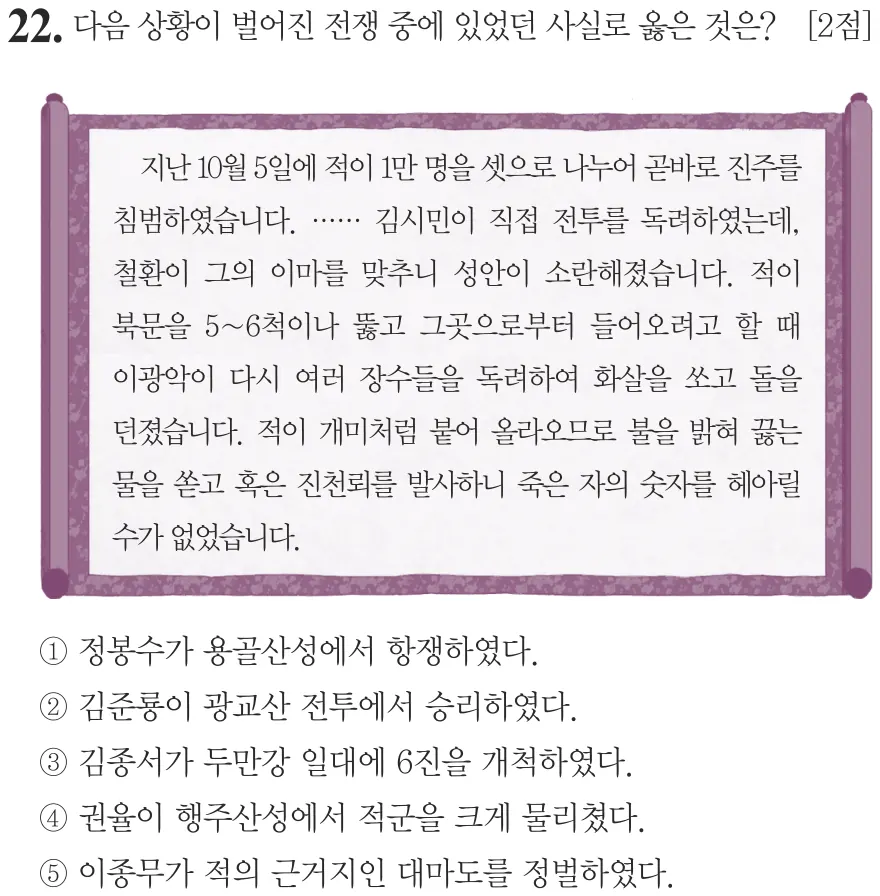 22. 다음 상황이 벌어진 전쟁 중에 있었던 사실로 옳은 것은? [2점]
지난 10월 5일에 적이 1만 명을 셋으로 나누어 곧바로 진주를
침범하였습니다. …… 김시민이 직접 전투를 독려하였는데,
철환이 그의 이마를 맞추니 성안이 소란해졌습니다. 적이
북문을 5~6척이나 뚫고 그곳으로부터 들어오려고 할 때
이광악이 다시 여러 장수들을 독려하여 화살을 쏘고 돌을
던졌습니다. 적이 개미처럼 붙어 올라오므로 불을 밝혀 끓는
물을 쏟고 혹은 진천뢰를 발사하니 죽은 자의 숫자를 헤아릴
수가 없었습니다.
① 정봉수가 용골산성에서 항쟁하였다.
② 김준룡이 광교산 전투에서 승리하였다.
③ 김종서가 두만강 일대에 6진을 개척하였다.
④ 권율이 행주산성에서 적군을 크게 물리쳤다.
⑤ 이종무가 적의 근거지인 대마도를 정벌하였다.